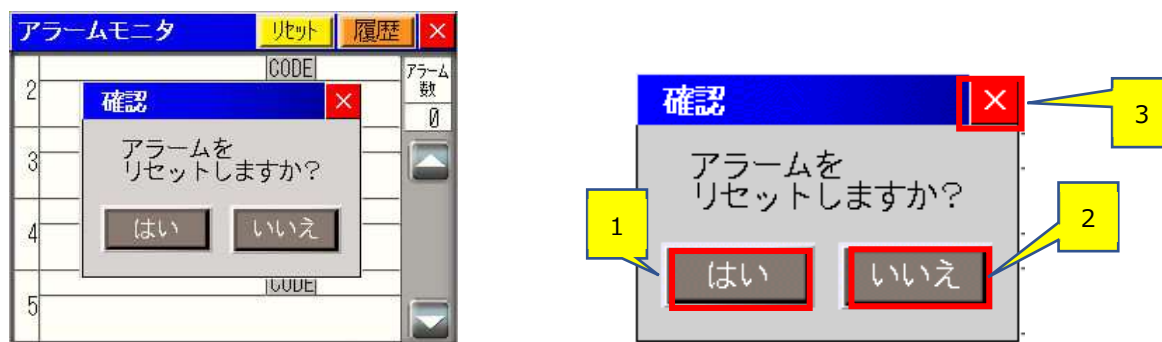 アラームモニタ リセット 履歴 ×
CODE
アラーム
数
0
2
3
4
5
確認 ×
アラームを
リセットしますか?
はい いいえ
確認 ×
アラームを
リセットしますか?
はい いいえ
1
2
3